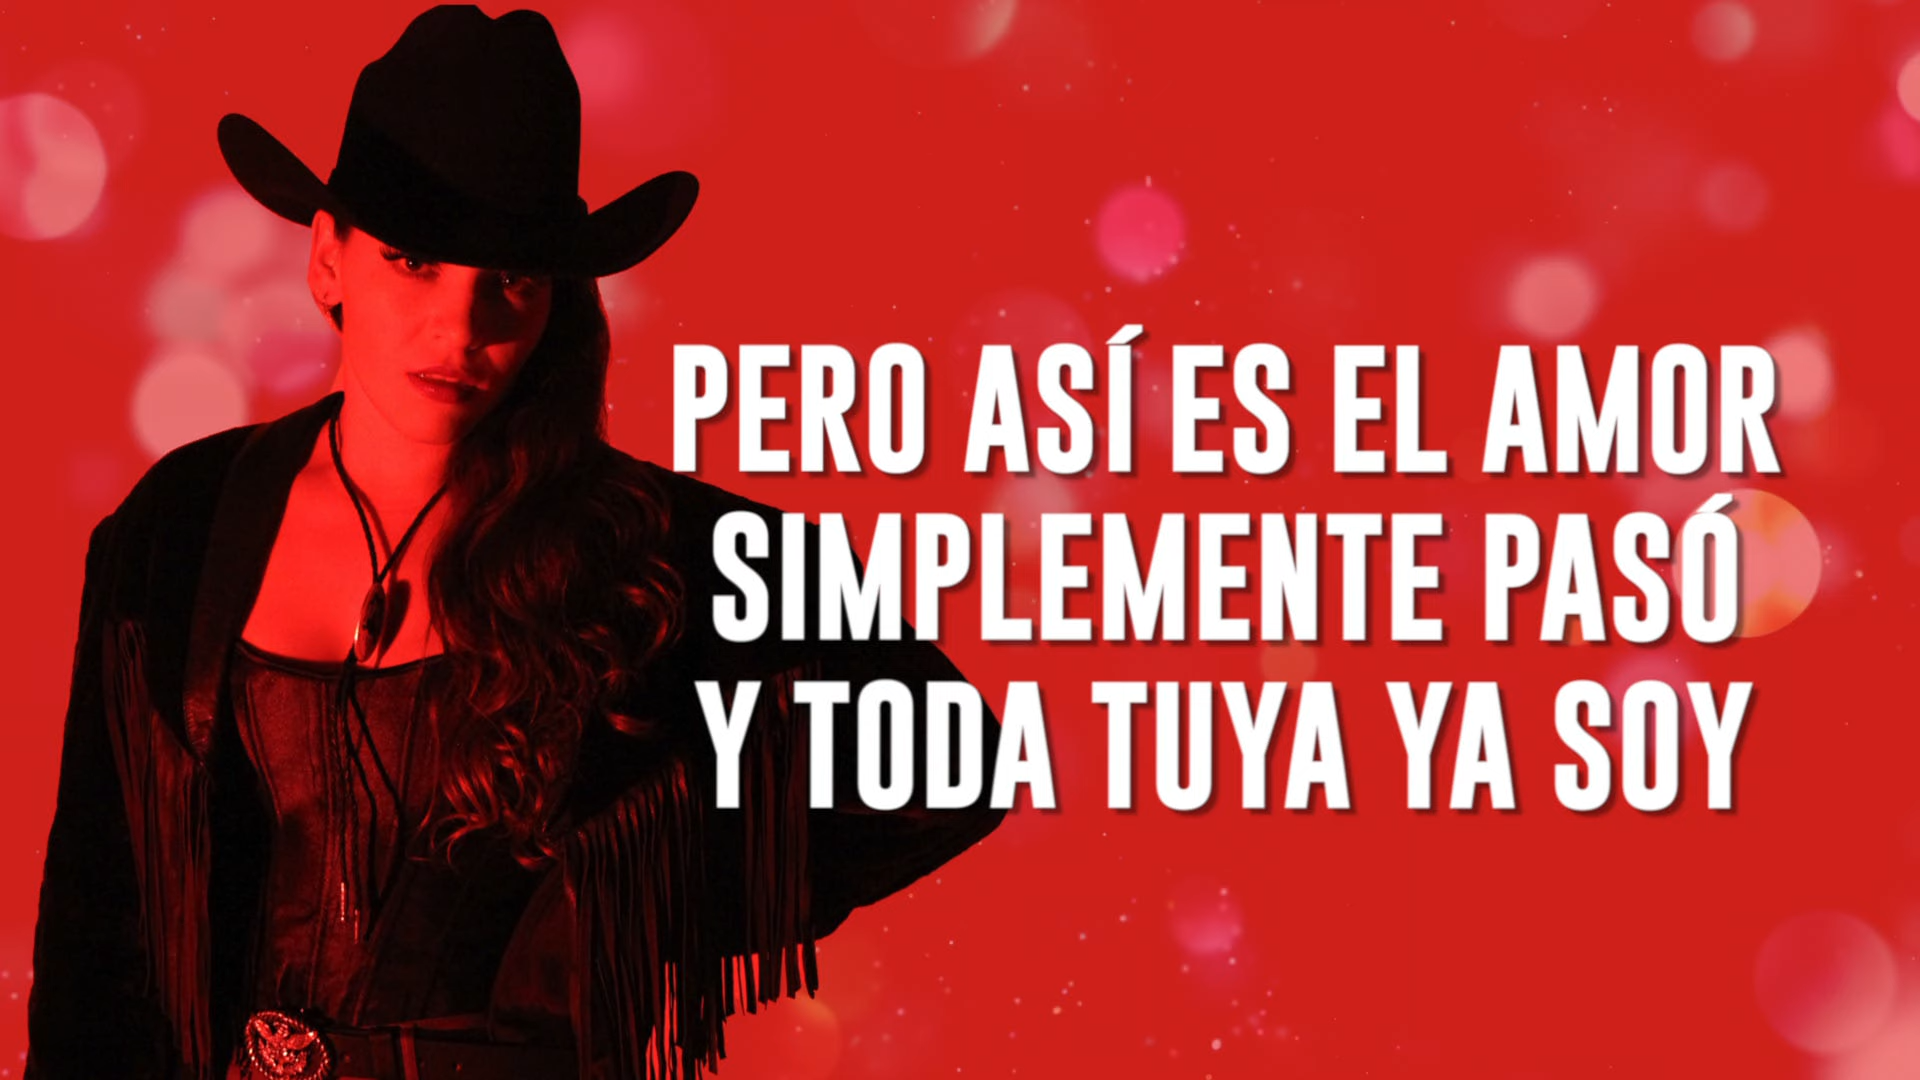 PERO ASÍ ES EL AMOR
SIMPLEMENTE PASÓ
Y TODA TUYA YA SOY